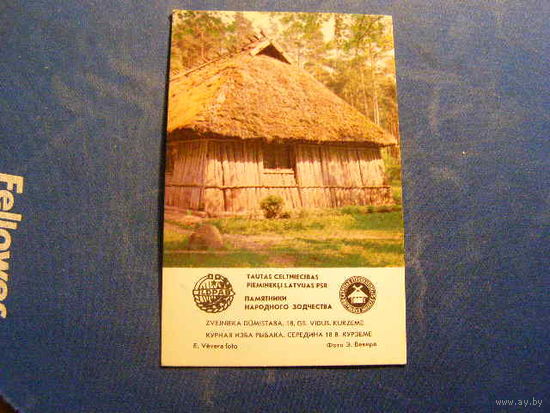 TAUTAS CELTNIECĪBAS
PIEMINEKĻI LATVIJAS PSR
ПАМЯТНИКИ
НАРОДНОГО ЗОДЧЕСТВА
ZVEJNIEKA DŪMISTABA, 18. GS. VIDUS, KURZEME
КУРНАЯ ИЗБА РЫБАКА. СЕРЕДИНА 18 В. КУРЗЕМЕ
E. Vēvera foto
Фото Э. Вевера
Fellowes
www.ay.by